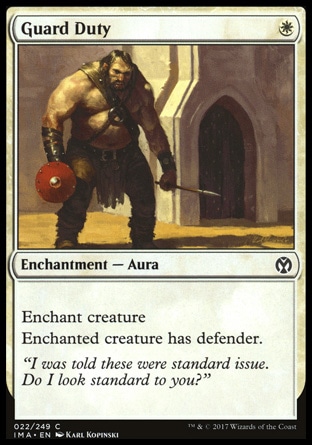 Guard Duty
Enchantment — Aura
Enchant creature
Enchanted creature has defender.
“I was told these were standard issue.
Do I look standard to you?”
022/249 C
IMA • EN Karl Kopinski
™ & © 2017 Wizards of the Coast